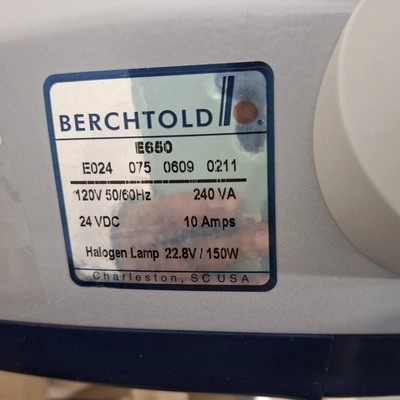 BERCHTOLD
E650
E024 075 0609 0211
120V 50/60Hz 240 VA
24 VDC 10 Amps
Halogen Lamp 22.8V / 150W
Charleston, SC USA